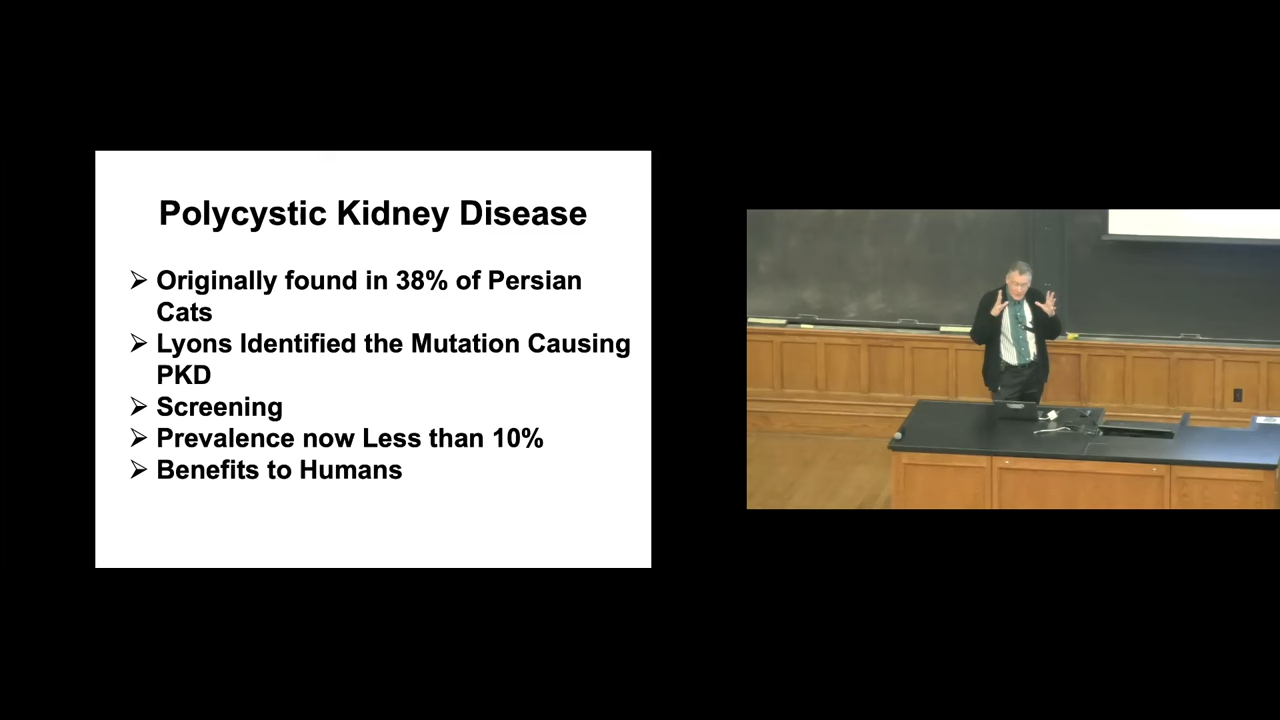 Polycystic Kidney Disease
➢ Originally found in 38% of Persian
Cats
➢ Lyons Identified the Mutation Causing
PKD
➢ Screening
➢ Prevalence now Less than 10%
➢ Benefits to Humans